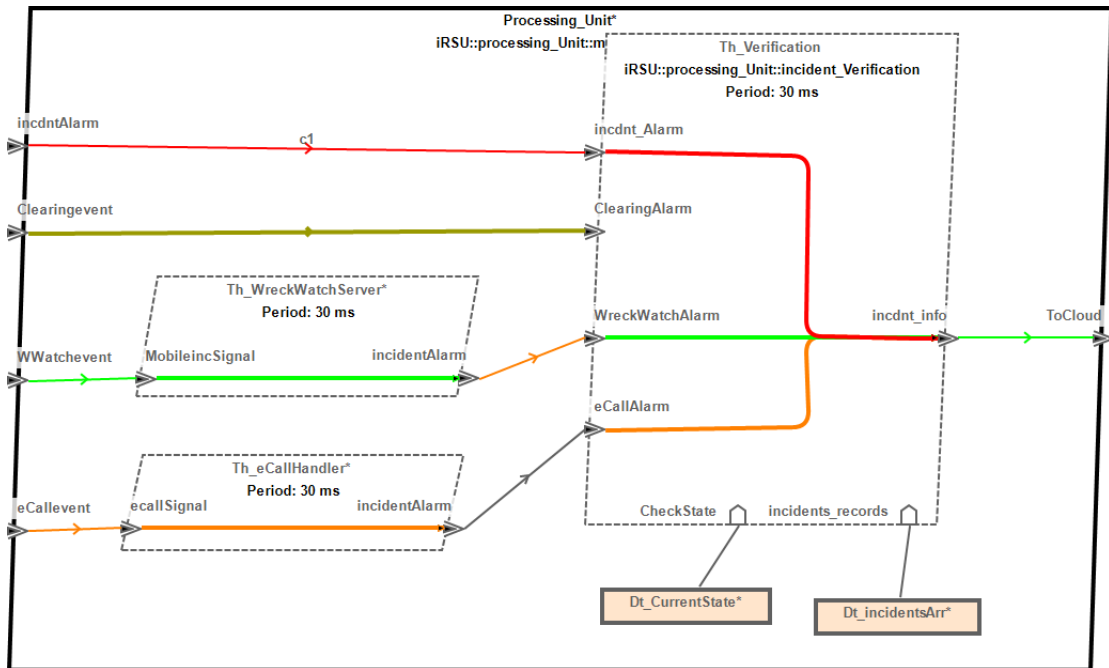 Processing_Unit*
iRSU::processing_Unit::m
Th_Verification
iRSU::processing_Unit::incident_Verification
Period: 30 ms
incdntAlarm
c1
incdnt_Alarm
Clearingevent
ClearingAlarm
Th_WreckWatchServer*
Period: 30 ms
WWatchevent
MobileincSignal
incidentAlarm
WreckWatchAlarm
incdnt_info
ToCloud
eCallAlarm
Th_eCallHandler*
Period: 30 ms
eCallevent
ecallSignal
incidentAlarm
CheckState
incidents_records
Dt_CurrentState*
Dt_incidentsArr*